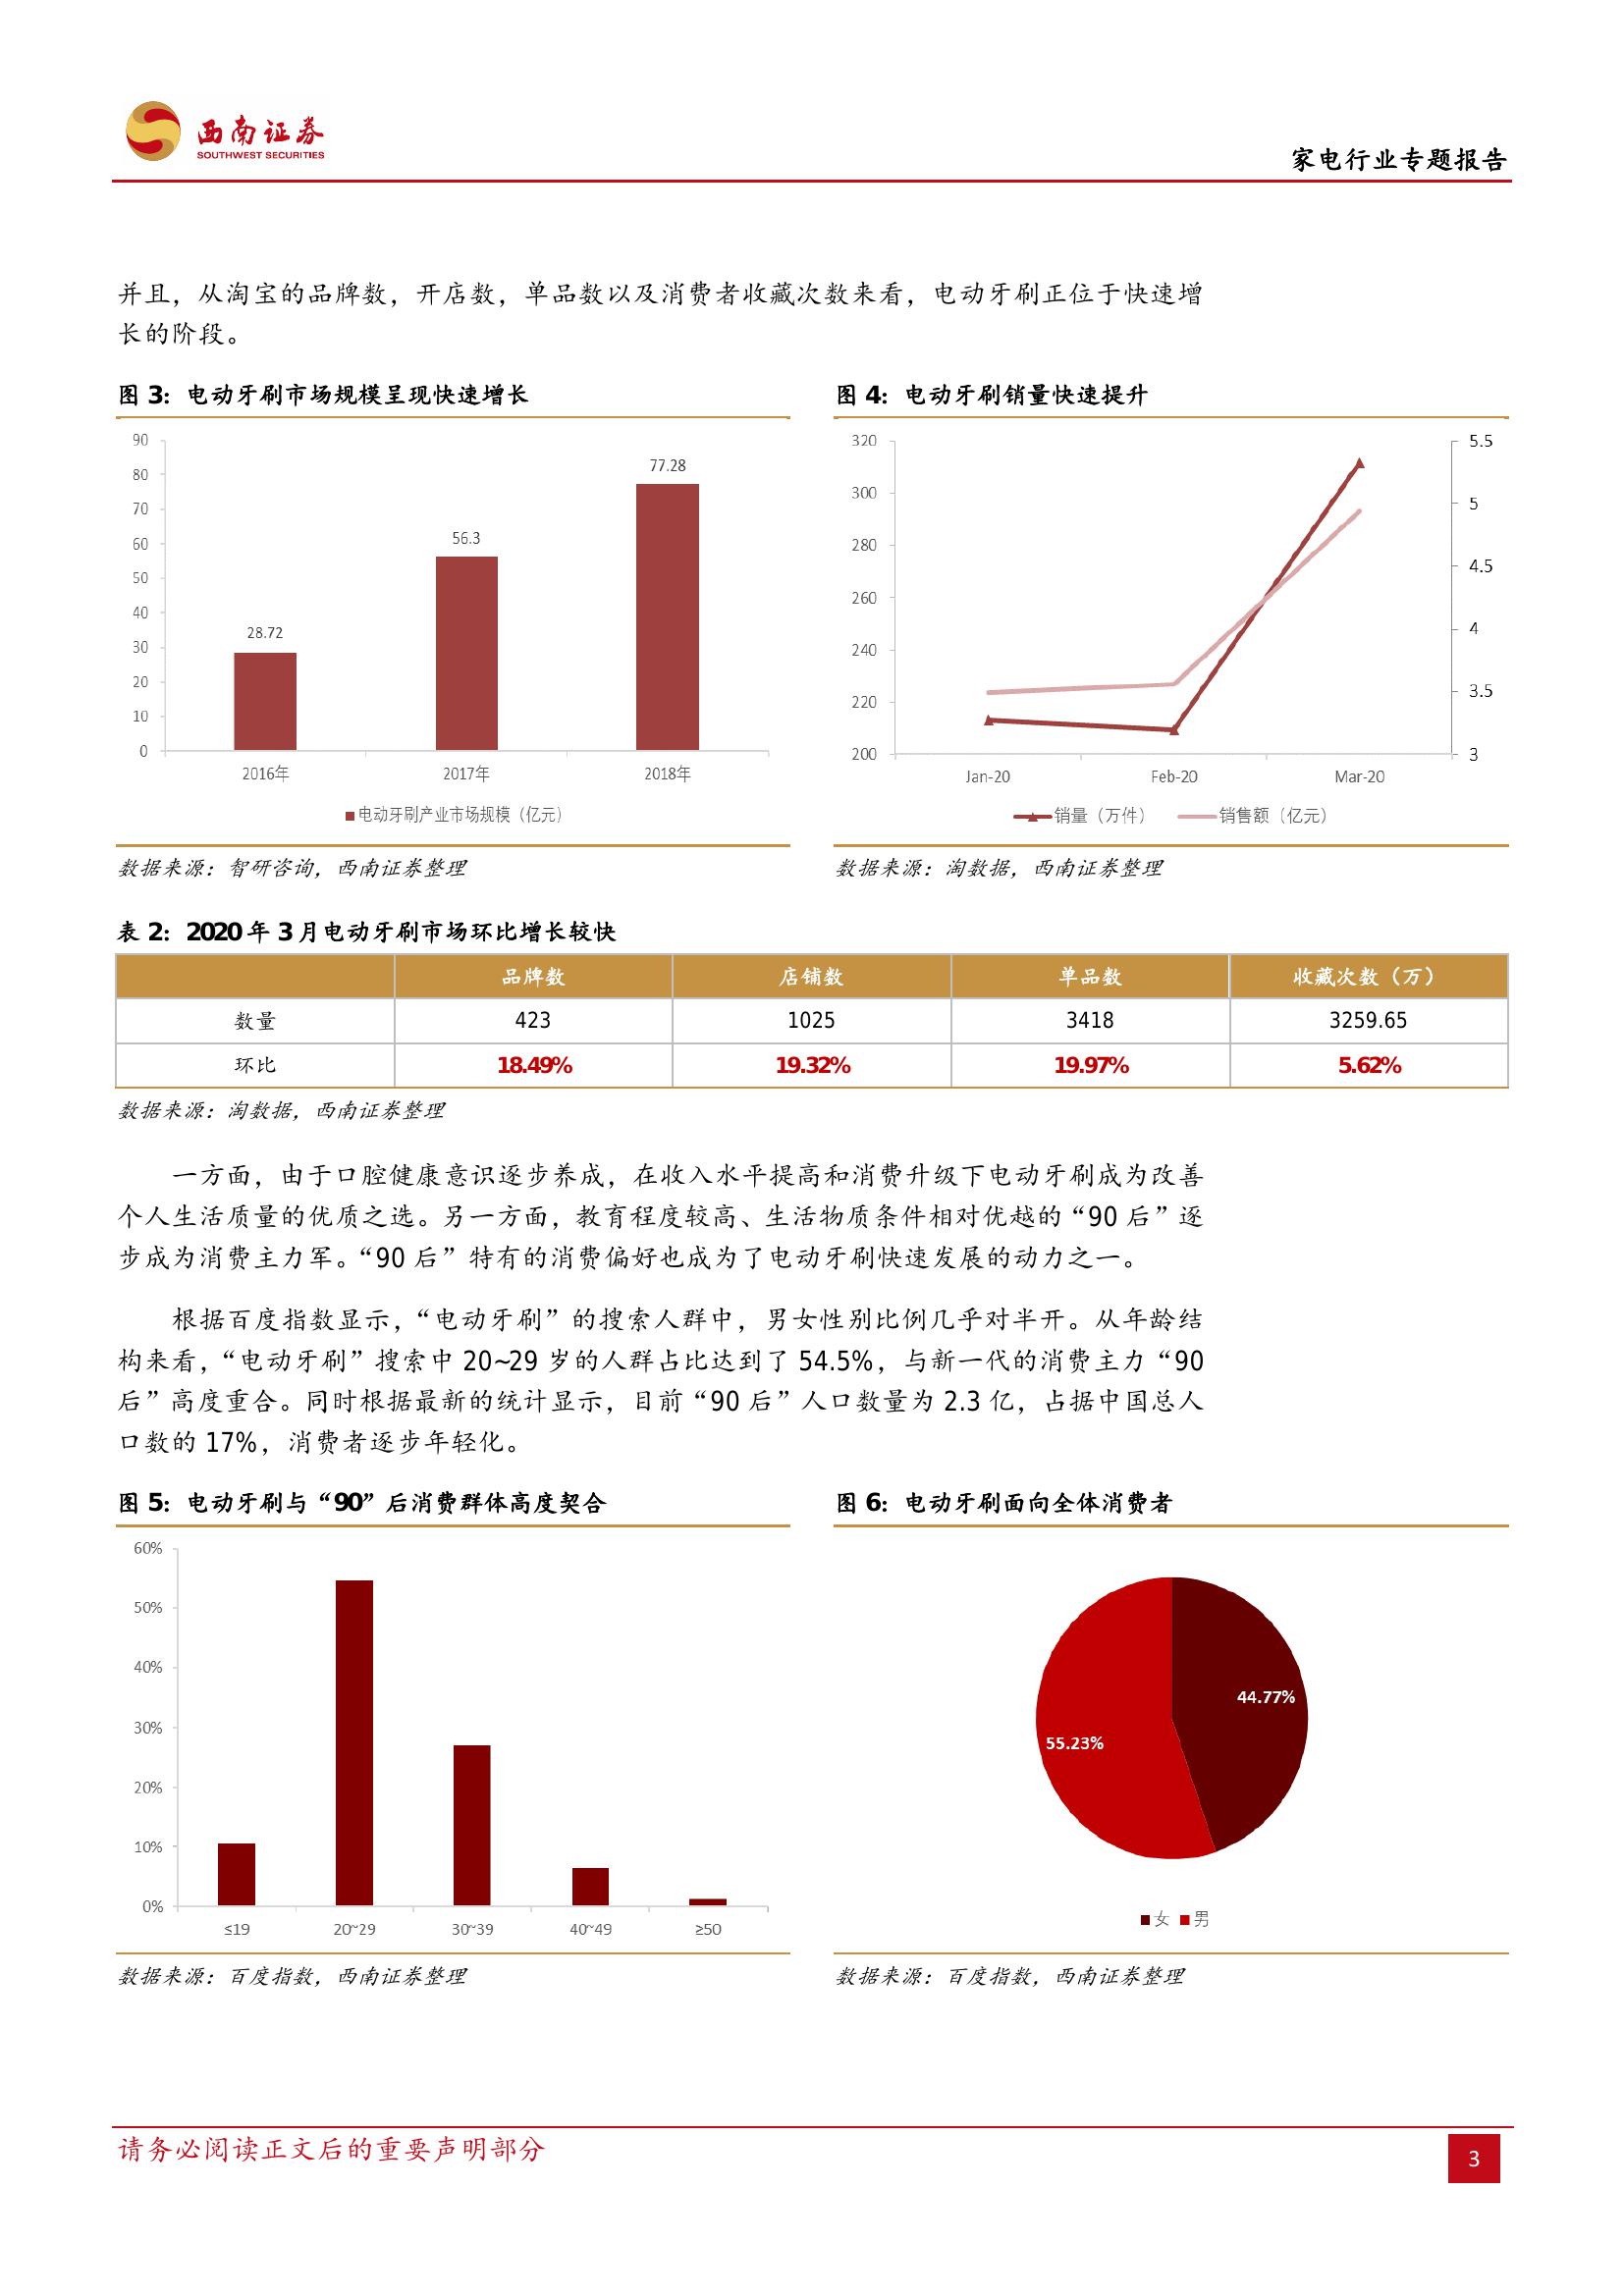 西南证券
SOUTHWEST SECURITIES
家电行业专题报告
并且，从淘宝的品牌数，开店数，单品数以及消费者收藏次数来看，电动牙刷正位于快速增
长的阶段。
图 3：电动牙刷市场规模呈现快速增长
90
80
70
60
50
40
30
20
10
0
28.72
56.3
77.28
2016年
2017年
2018年
电动牙刷产业市场规模（亿元）
数据来源：智研咨询，西南证券整理
图 4：电动牙刷销量快速提升
320
300
280
260
240
220
200
5.5
5
4.5
4
3.5
3
Jan-20
Feb-20
Mar-20
销量（万件）
销售额（亿元）
数据来源：淘数据，西南证券整理
表 2：2020 年 3 月电动牙刷市场环比增长较快
品牌数 店铺数 单品数 收藏次数（万）
数量 423 1025 3418 3259.65
环比 18.49% 19.32% 19.97% 5.62%
数据来源：淘数据，西南证券整理
一方面，由于口腔健康意识逐步养成，在收入水平提高和消费升级下电动牙刷成为改善
个人生活质量的优质之选。另一方面，教育程度较高、生活物质条件相对优越的“90 后”逐
步成为消费主力军。“90 后”特有的消费偏好也成为了电动牙刷快速发展的动力之一。
根据百度指数显示，“电动牙刷”的搜索人群中，男女性别比例几乎对半开。从年龄结
构来看，“电动牙刷”搜索中 20~29 岁的人群占比达到了 54.5%，与新一代的消费主力“90
后”高度重合。同时根据最新的统计显示，目前“90 后”人口数量为 2.3 亿，占据中国总人
口数的 17%，消费者逐步年轻化。
图 5：电动牙刷与“90”后消费群体高度契合
60%
50%
40%
30%
20%
10%
0%
≤19
20~29
30~39
40~49
≥50
数据来源：百度指数，西南证券整理
图 6：电动牙刷面向全体消费者
44.77%
55.23%
女 男
数据来源：百度指数，西南证券整理
请务必阅读正文后的重要声明部分
3